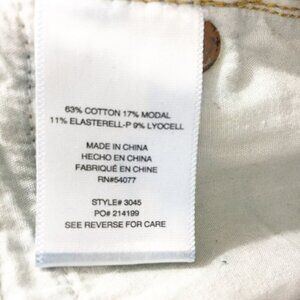 63% COTTON 17% MODAL
11% ELASTERELL-P 9% LYOCELL
MADE IN CHINA
HECHO EN CHINA
FABRIQUÉ EN CHINE
RN#54077
STYLE# 3045
PO# 214199
SEE REVERSE FOR CARE